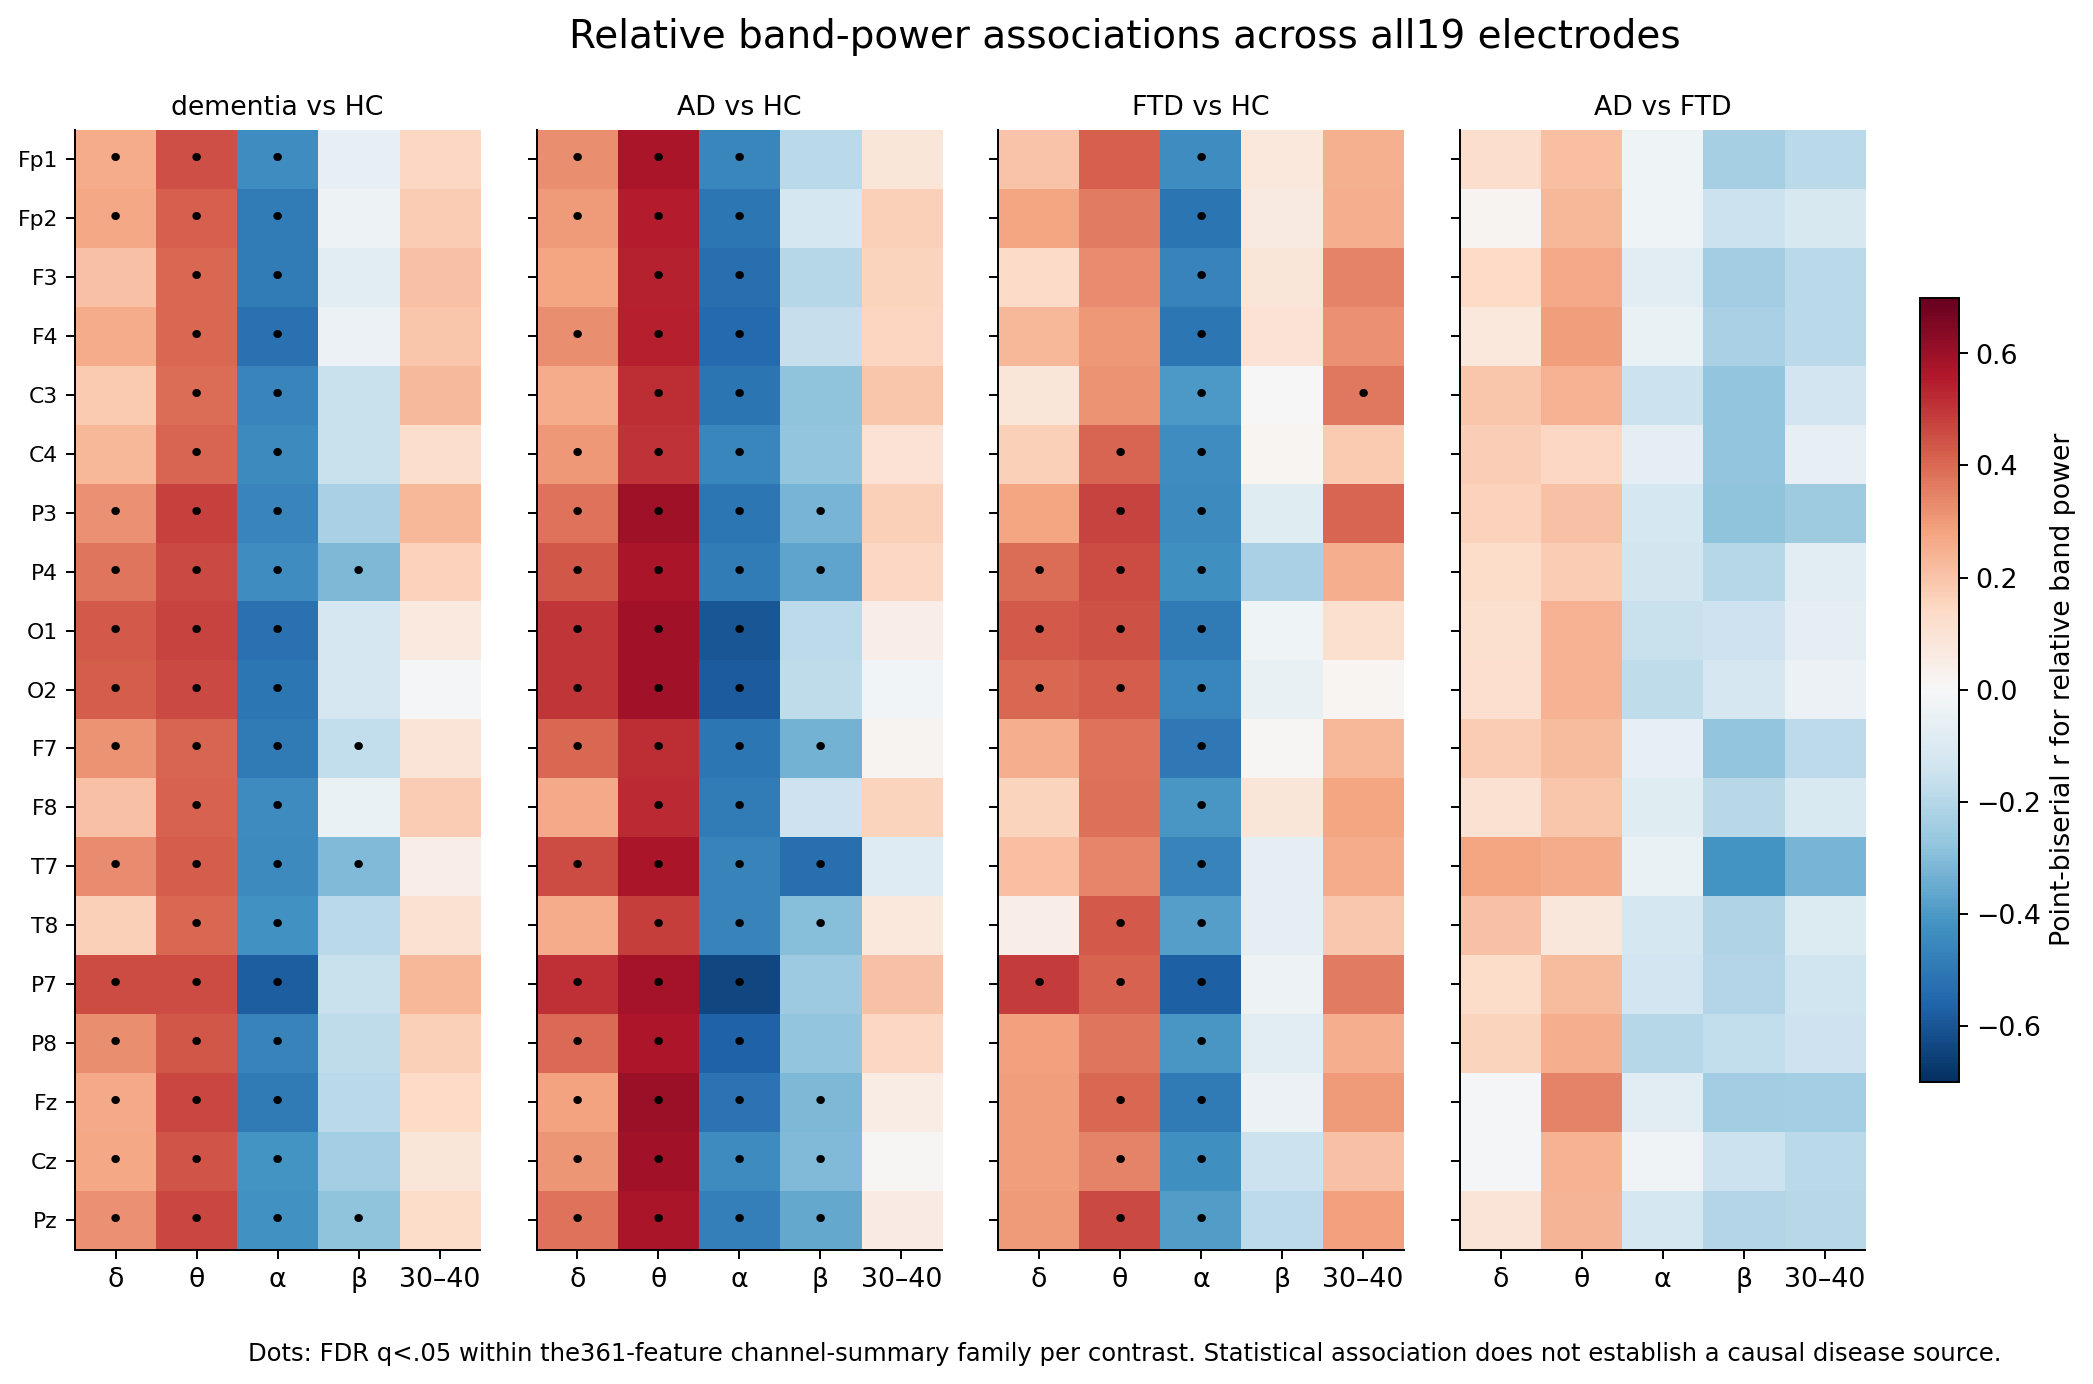 Relative band-power associations across all19 electrodes
dementia vs HC
AD vs HC
FTD vs HC
AD vs FTD
Fp1
Fp2
F3
F4
C3
C4
P3
P4
O1
O2
F7
F8
T7
T8
P7
P8
Fz
Cz
Pz
δ θ α β 30–40
δ θ α β 30–40
δ θ α β 30–40
δ θ α β 30–40
0.6
0.4
0.2
0.0
−0.2
−0.4
−0.6
Point-biserial r for relative band power
Dots: FDR q<.05 within the361-feature channel-summary family per contrast. Statistical association does not establish a causal disease source.